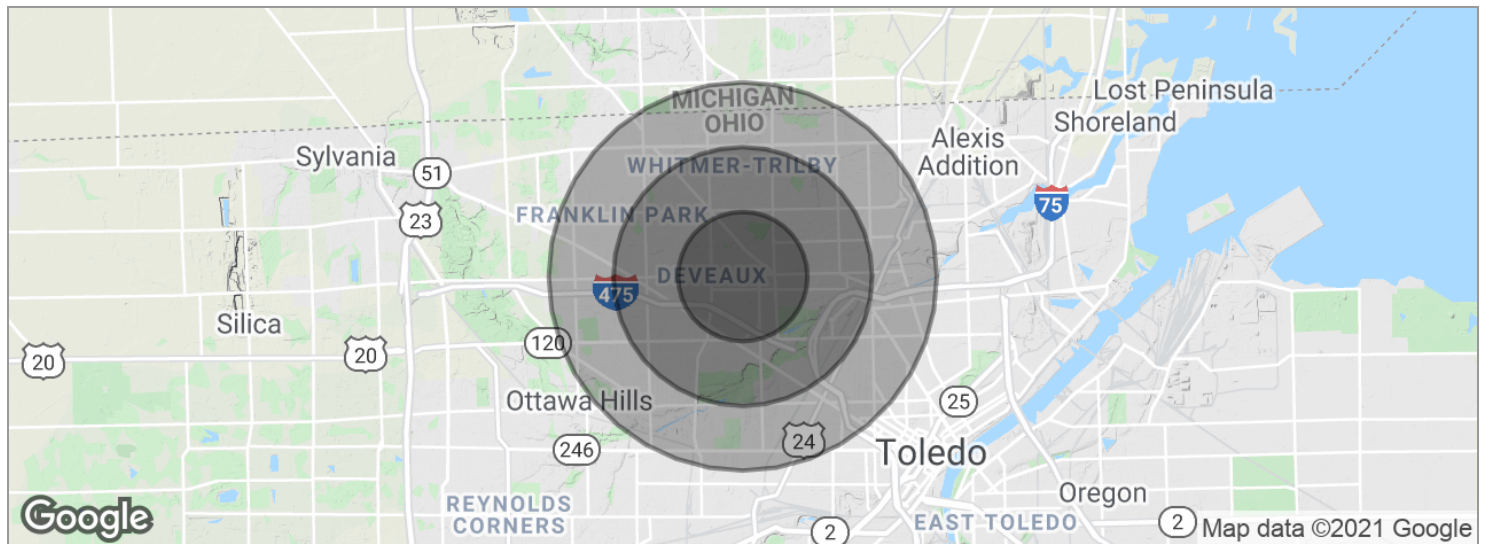 Lost Peninsula
MICHIGAN
OHIO
Shoreland
Alexis
Addition
Sylvania
WHITMER-TRILBY
51
75
23
FRANKLIN PARK
DEVEAUX
475
Silica
120
20
20
Ottawa Hills
25
24
246
Toledo
REYNOLDS
CORNERS
Oregon
EAST TOLEDO
2
2
Google
Map data ©2021 Google